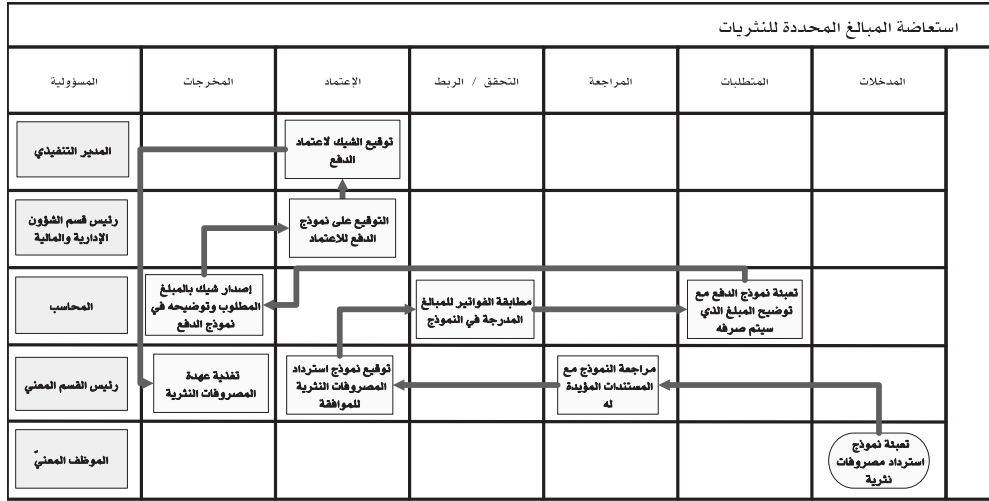 استعاضة المبالغ المحددة للنثريات
المدخلات
المتطلبات
المراجعة
التحقق / الربط
الإعتماد
المخرجات
المسؤولية
توقيع الشيك لاعتماد
الدفع
المدير التنفيذي
التوقيع على نموذج
الدفع للاعتماد
رئيس قسم الشؤون
الإدارية والمالية
تعبئة نموذج الدفع مع
توضيح المبلغ الذي
سيتم صرفه
مطابقة الفواتير للمبالغ
المدرجة في النموذج
إصدار شيك بالمبلغ
المطلوب وتوضيحه في
نموذج الدفع
المحاسب
مراجعة النموذج مع
المستندات المؤيدة
له
توقيع نموذج استرداد
المصروفات النثرية
للموافقة
تغذية عهدة
المصروفات النثرية
رئيس القسم المعني
تعبئة نموذج
استرداد مصروفات
نثرية
الموظف المعنيّ